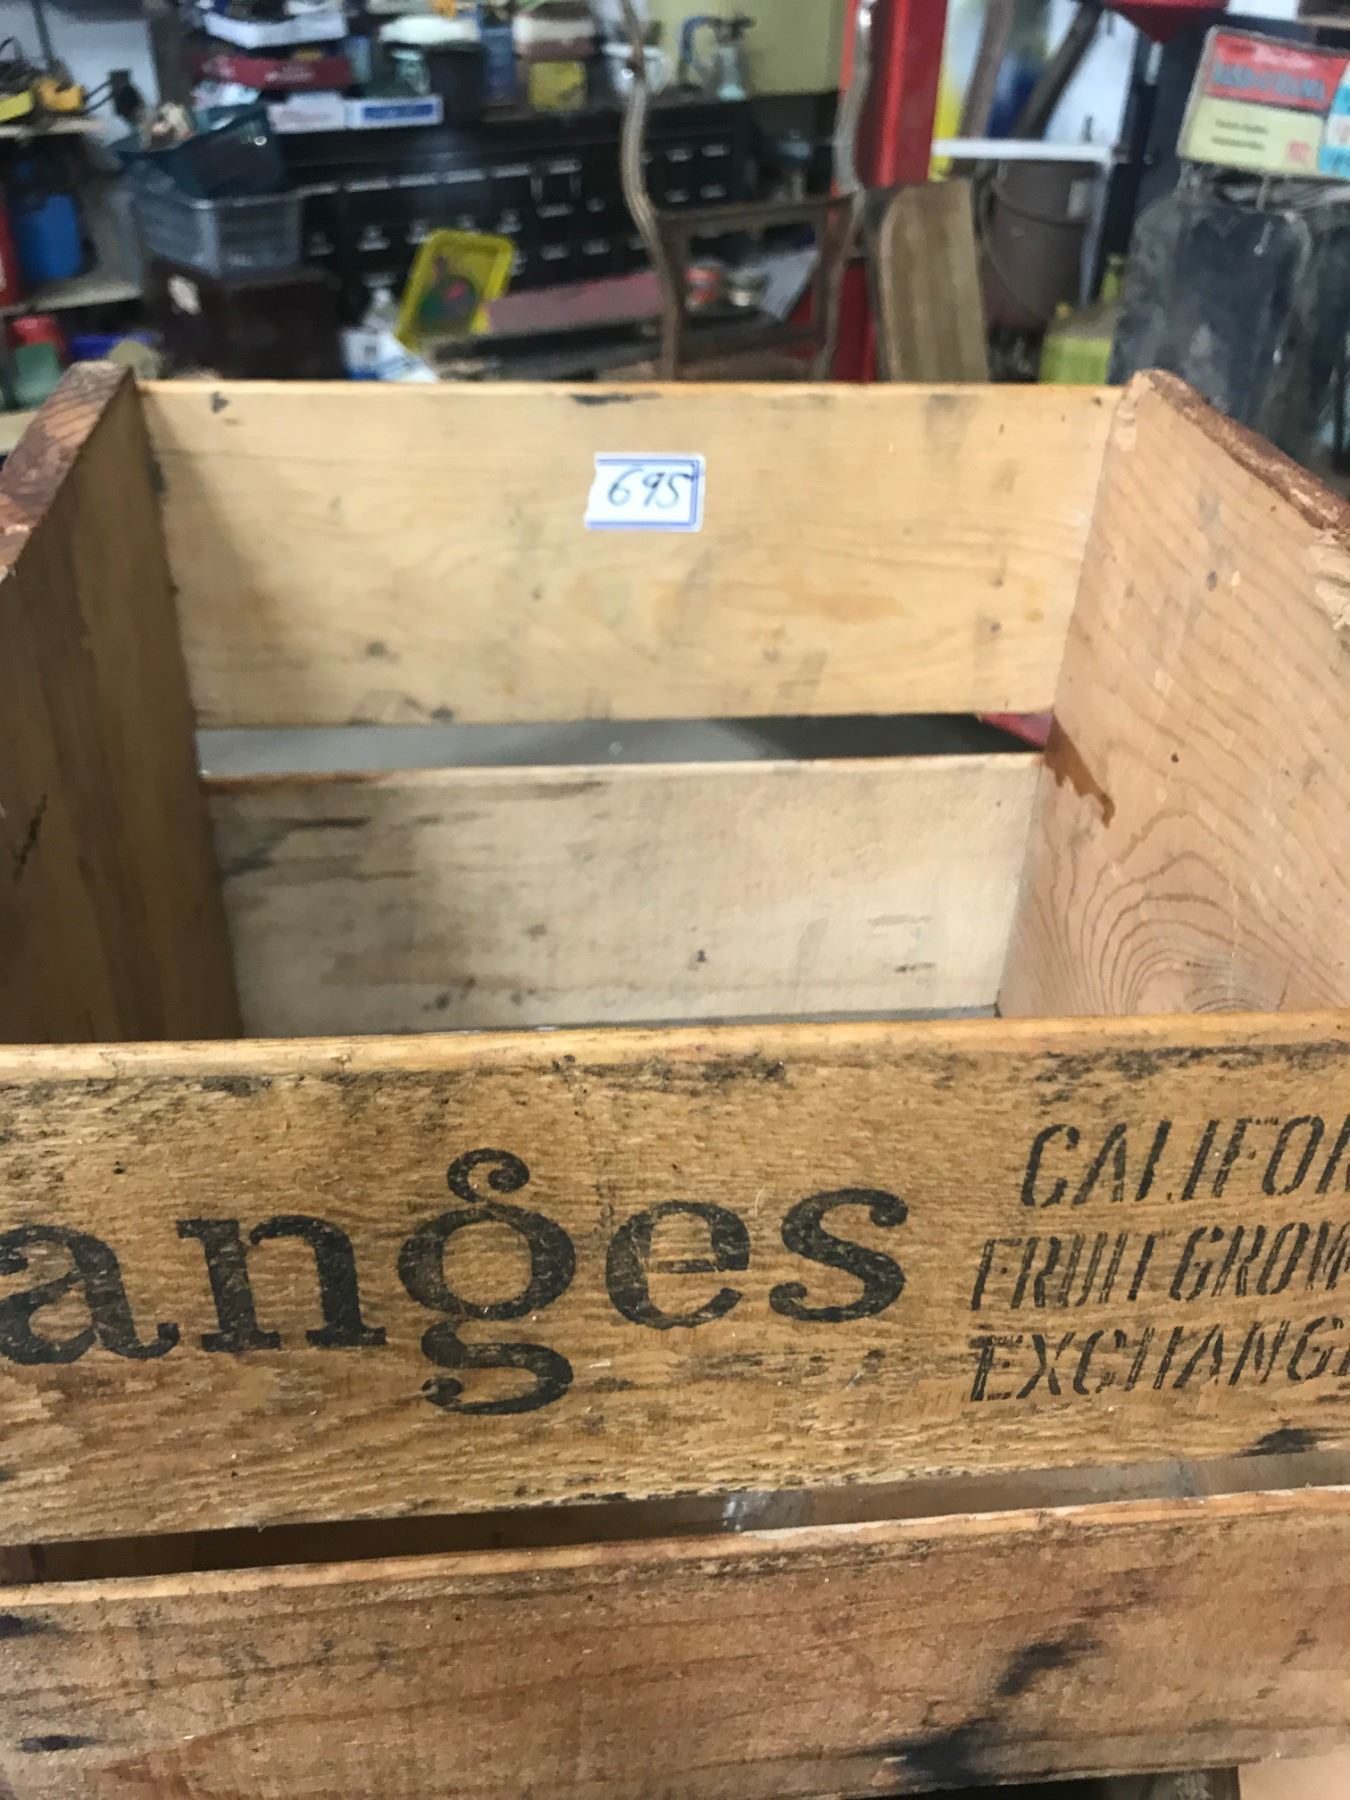 695
anges
CALIFOR
FRUIT GROW
EXCHANGE